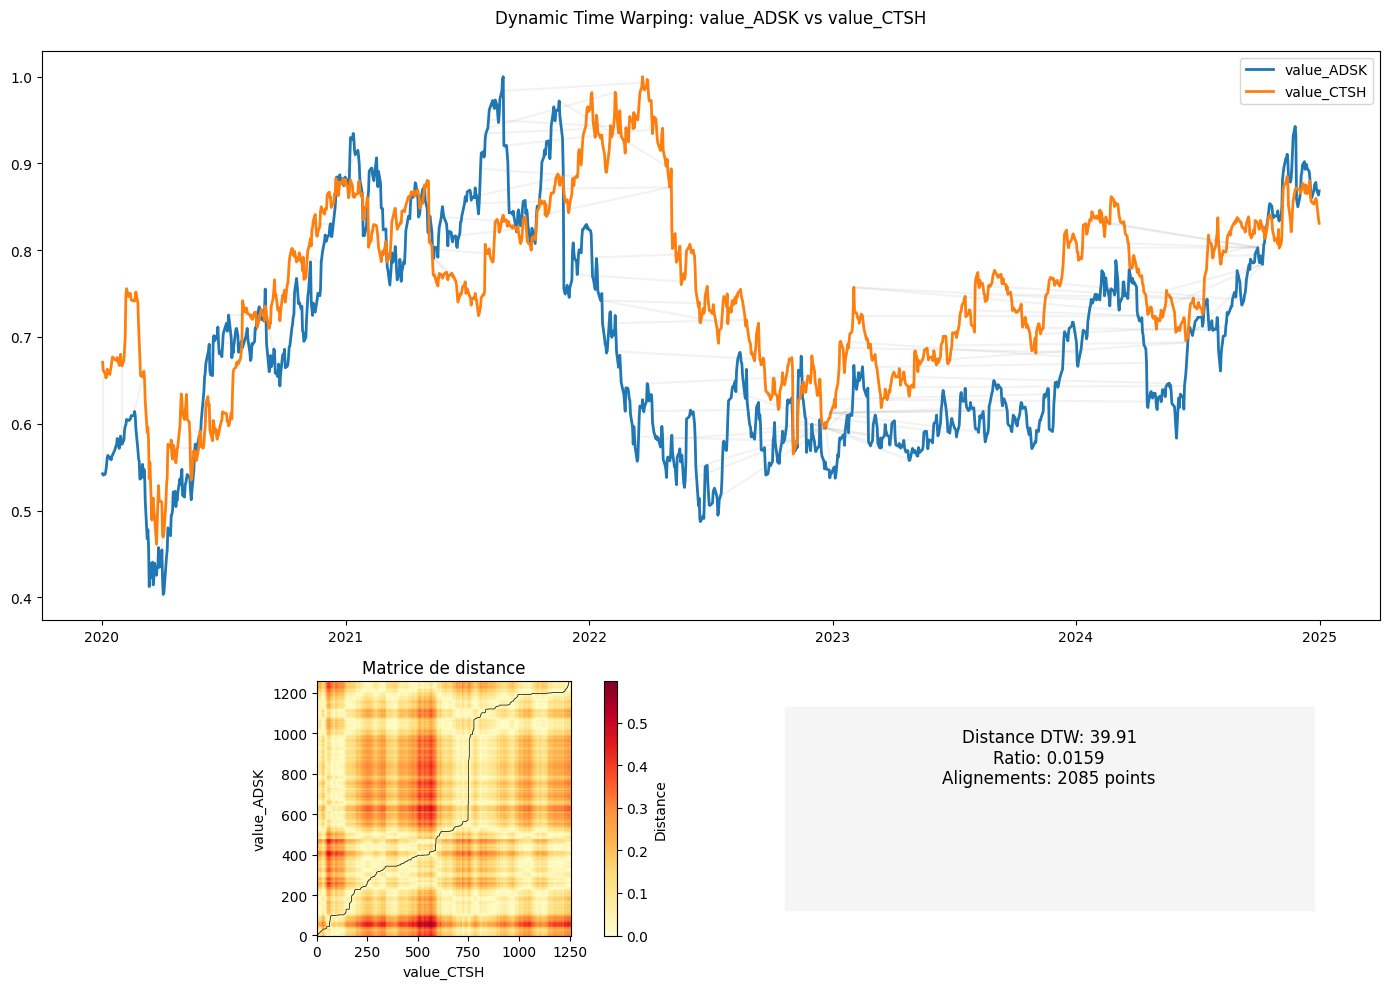 Dynamic Time Warping: value_ADSK vs value_CTSH
value_ADSK
value_CTSH
1.0
0.9
0.8
0.7
0.6
0.5
0.4
2020 2021 2022 2023 2024 2025
Matrice de distance
1200
1000
800
600
400
200
0
value_ADSK
0 250 500 750 1000 1250
value_CTSH
0.5
0.4
0.3
0.2
0.1
0.0
Distance
Distance DTW: 39.91
Ratio: 0.0159
Alignements: 2085 points